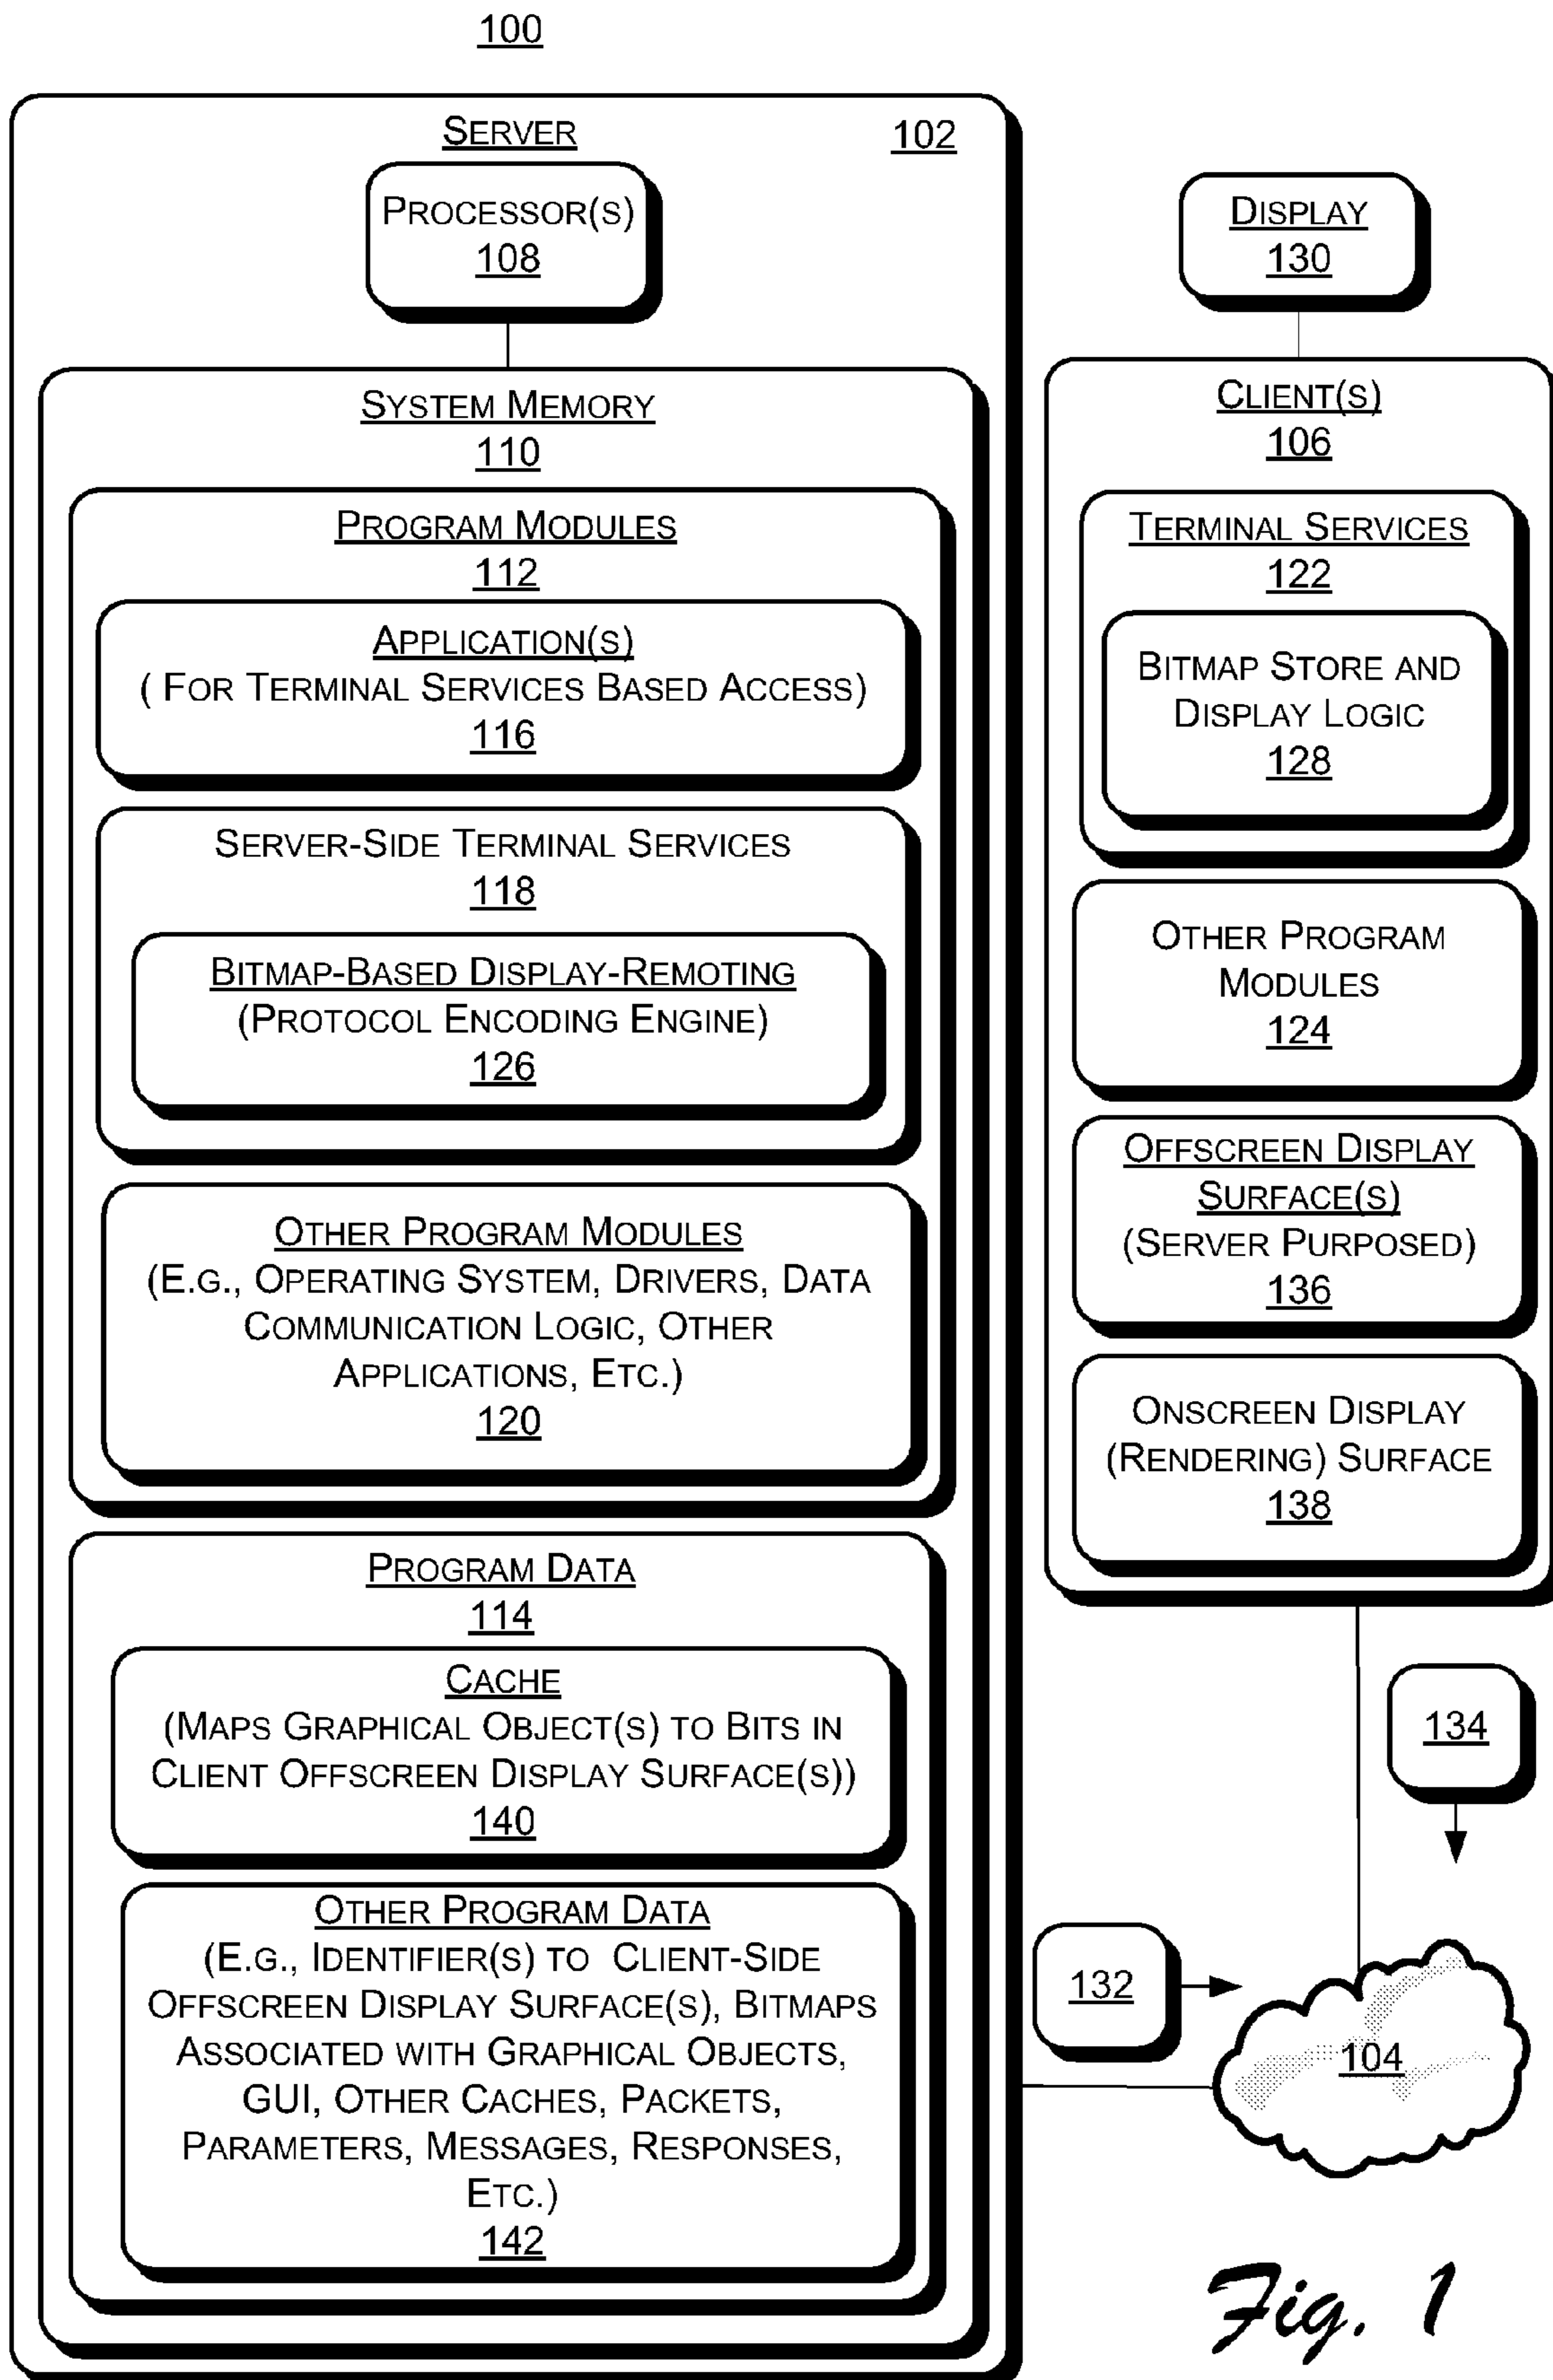 100
SERVER
102
PROCESSOR(S)
108
SYSTEM MEMORY
110
PROGRAM MODULES
112
APPLICATION(S)
( FOR TERMINAL SERVICES BASED ACCESS)
116
SERVER-SIDE TERMINAL SERVICES
118
BITMAP-BASED DISPLAY-REMOTING
(PROTOCOL ENCODING ENGINE)
126
OTHER PROGRAM MODULES
(E.G., OPERATING SYSTEM, DRIVERS, DATA
COMMUNICATION LOGIC, OTHER
APPLICATIONS, ETC.)
120
PROGRAM DATA
114
CACHE
(MAPS GRAPHICAL OBJECT(S) TO BITS IN
CLIENT OFFSCREEN DISPLAY SURFACE(S))
140
OTHER PROGRAM DATA
(E.G., IDENTIFIER(S) TO CLIENT-SIDE
OFFSCREEN DISPLAY SURFACE(S), BITMAPS
ASSOCIATED WITH GRAPHICAL OBJECTS,
GUI, OTHER CACHES, PACKETS,
PARAMETERS, MESSAGES, RESPONSES,
ETC.)
142
DISPLAY
130
CLIENT(S)
106
TERMINAL SERVICES
122
BITMAP STORE AND
DISPLAY LOGIC
128
OTHER PROGRAM
MODULES
124
OFFSCREEN DISPLAY
SURFACE(S)
(SERVER PURPOSED)
136
ONSCREEN DISPLAY
(RENDERING) SURFACE
138
134
132
104
Fig. 1